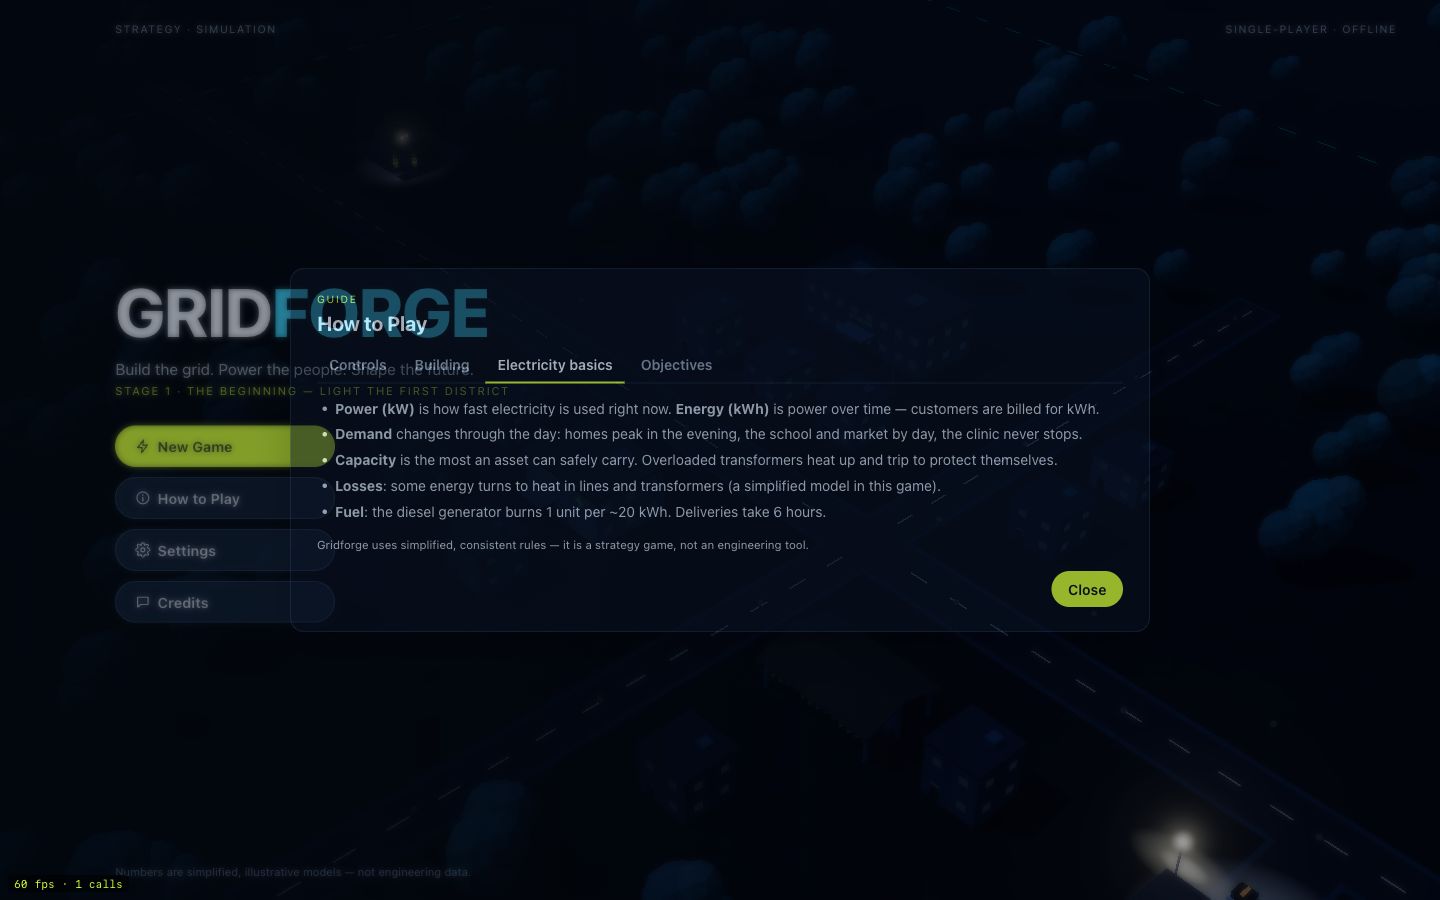 STRATEGY · SIMULATION
SINGLE-PLAYER · OFFLINE
GRIDFORGE
Build the grid. Power the people. Shape the future.
STAGE 1 · THE BEGINNING — LIGHT THE FIRST DISTRICT
New Game
How to Play
Settings
Credits
GUIDE
How to Play
Controls Building Electricity basics Objectives
• Power (kW) is how fast electricity is used right now. Energy (kWh) is power over time — customers are billed for kWh.
• Demand changes through the day: homes peak in the evening, the school and market by day, the clinic never stops.
• Capacity is the most an asset can safely carry. Overloaded transformers heat up and trip to protect themselves.
• Losses: some energy turns to heat in lines and transformers (a simplified model in this game).
• Fuel: the diesel generator burns 1 unit per ~20 kWh. Deliveries take 6 hours.
Gridforge uses simplified, consistent rules — it is a strategy game, not an engineering tool.
Close
Numbers are simplified, illustrative models — not engineering data.
60 fps · 1 calls